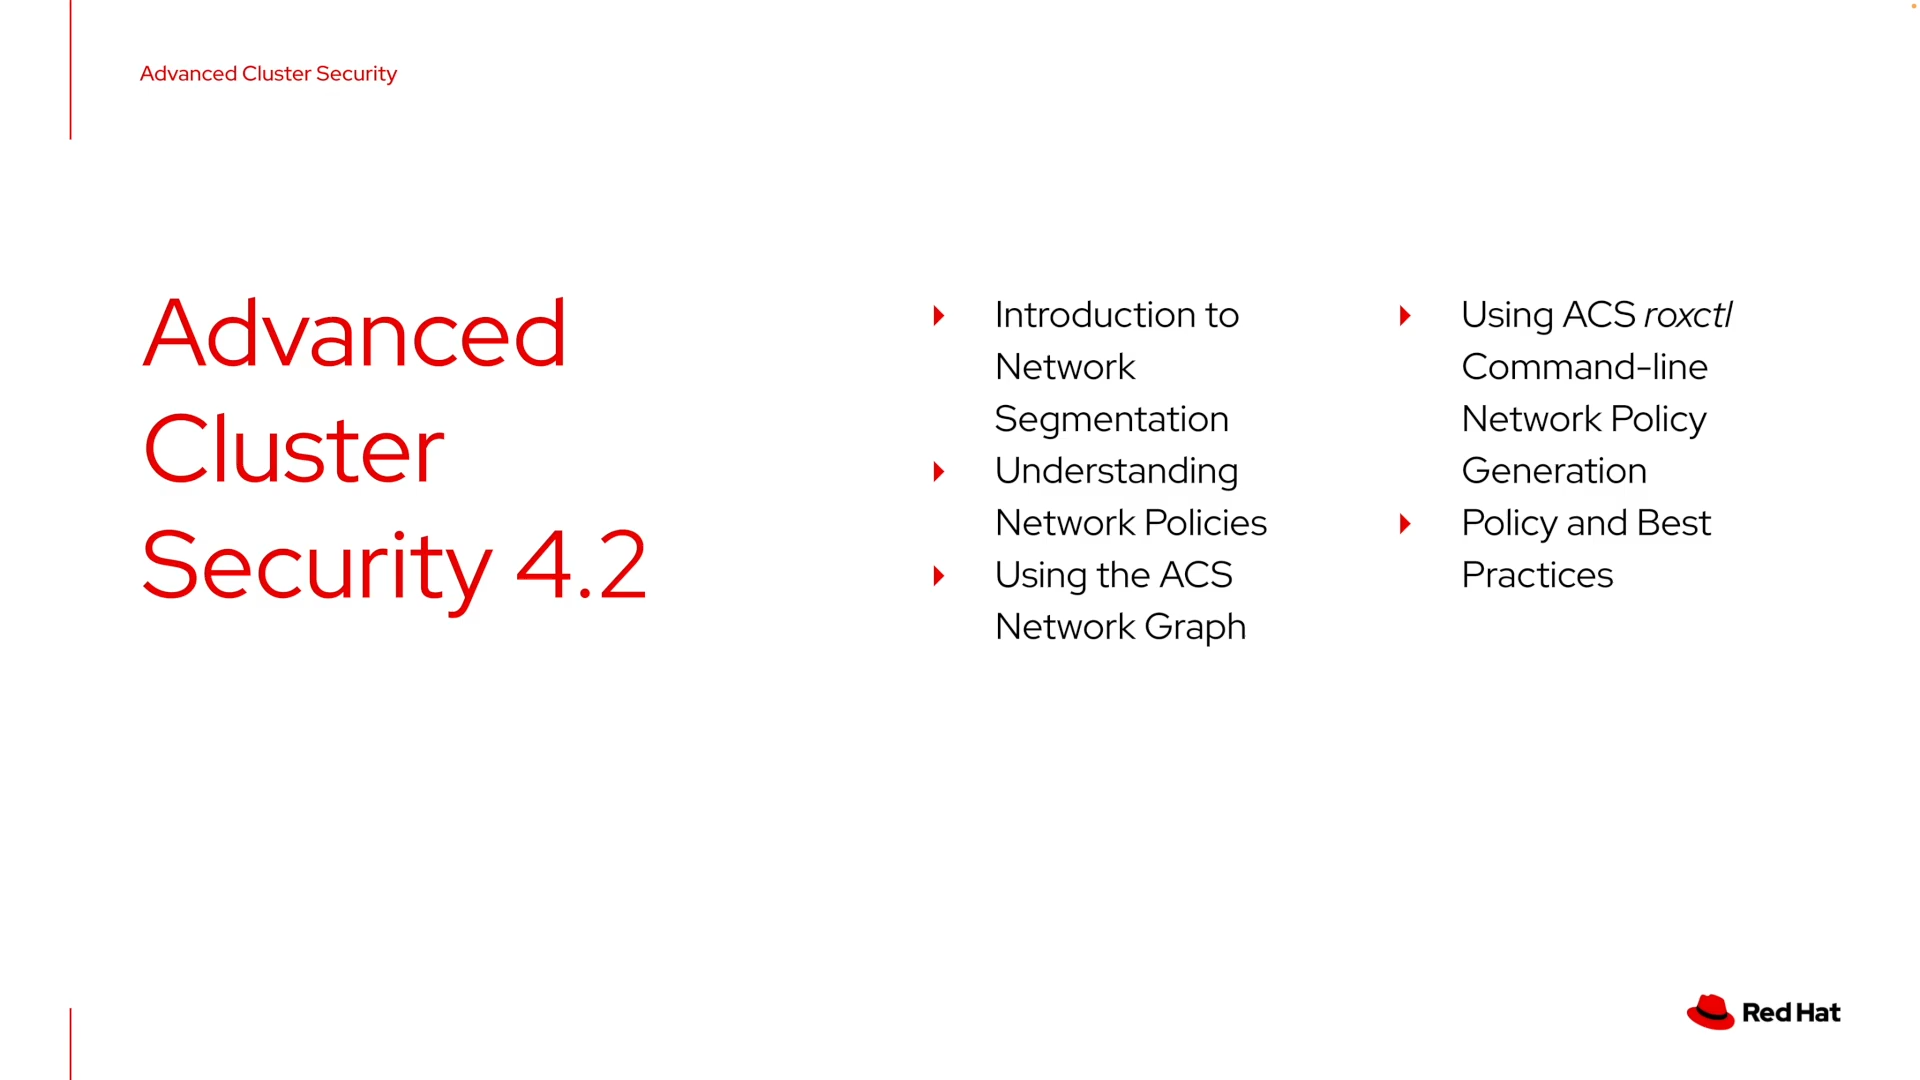 Advanced Cluster Security
Advanced
Cluster
Security 4.2
Introduction to
Network
Segmentation
Understanding
Network Policies
Using the ACS
Network Graph
Using ACS roxctl
Command-line
Network Policy
Generation
Policy and Best
Practices
Red Hat